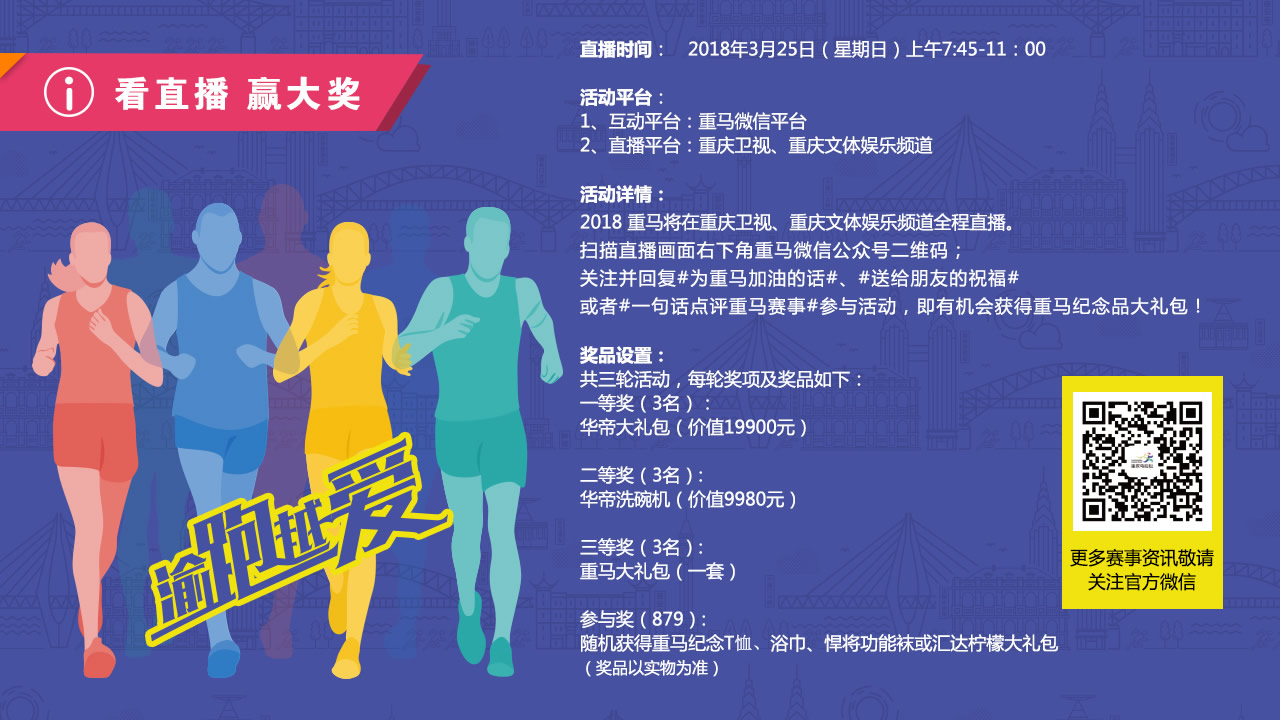 看直播 赢大奖
直播时间： 2018年3月25日（星期日）上午7:45-11：00
活动平台：
1、互动平台：重马微信平台
2、直播平台：重庆卫视、重庆文体娱乐频道
活动详情：
2018 重马将在重庆卫视、重庆文体娱乐频道全程直播。
扫描直播画面右下角重马微信公众号二维码；
关注并回复#为重马加油的话#、#送给朋友的祝福#
或者#一句话点评重马赛事#参与活动，即有机会获得重马纪念品大礼包！
奖品设置：
共三轮活动，每轮奖项及奖品如下：
一等奖（3名）：
华帝大礼包（价值19900元）
二等奖（3名）：
华帝洗碗机（价值9980元）
三等奖（3名）：
重马大礼包（一套）
参与奖（879）：
随机获得重马纪念T恤、浴巾、悍将功能袜或汇达柠檬大礼包
（奖品以实物为准）
渝跑越爱
更多赛事资讯敬请
关注官方微信